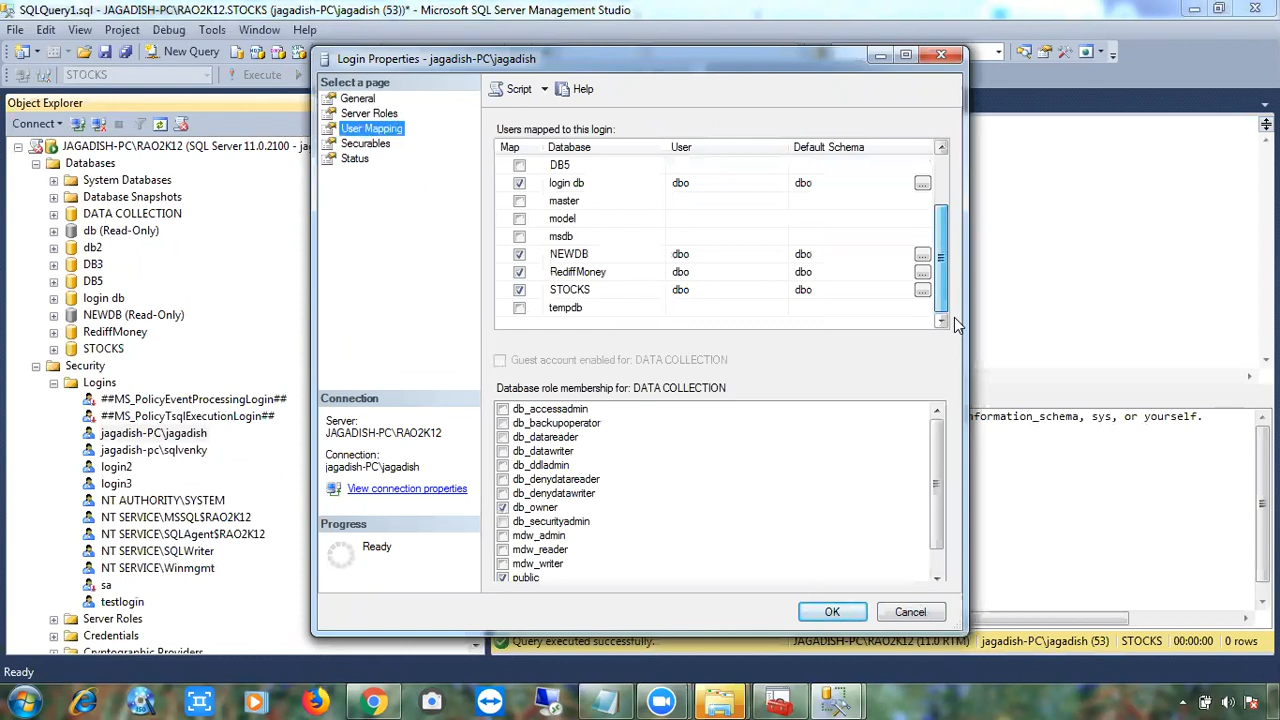 SQLQuery1.sql - JAGADISH-PC\RAO2K12.STOCKS (jagadish-PC\jagadish (53))* - Microsoft SQL Server Management Studio
File Edit View Project Debug Tools Window Help
New Query
STOCKS Execute
Object Explorer
Connect
JAGADISH-PC\RAO2K12 (SQL Server 11.0.2100 - ja
Databases
System Databases
Database Snapshots
DATA COLLECTION
db (Read-Only)
db2
DB3
DB5
login db
NEWDB (Read-Only)
RediffMoney
STOCKS
Security
Logins
##MS_PolicyEventProcessingLogin##
##MS_PolicyTsqlExecutionLogin##
jagadish-PC\jagadish
jagadish-pc\sqlvenky
login2
login3
NT AUTHORITY\SYSTEM
NT SERVICE\MSSQL$RAO2K12
NT SERVICE\SQLAgent$RAO2K12
NT SERVICE\SQLWriter
NT SERVICE\Winmgmt
sa
testlogin
Server Roles
Credentials
Cryptographic Providers
Login Properties - jagadish-PC\jagadish
Select a page
General
Server Roles
User Mapping
Securables
Status
Connection
Server:
JAGADISH-PC\RAO2K12
Connection:
jagadish-PC\jagadish
View connection properties
Progress
Ready
Script Help
Users mapped to this login:
Map Database User Default Schema
DB5
login db dbo dbo ...
master
model
msdb
NEWDB dbo dbo ...
RediffMoney dbo dbo ...
STOCKS dbo dbo ...
tempdb
Guest account enabled for: DATA COLLECTION
Database role membership for: DATA COLLECTION
db_accessadmin
db_backupoperator
db_datareader
db_datawriter
db_ddladmin
db_denydatareader
db_denydatawriter
db_owner
db_securityadmin
mdw_admin
mdw_reader
mdw_writer
public
OK Cancel
nformation_schema, sys, or yourself.
Query executed successfully. JAGADISH-PC\RAO2K12 (11.0 RTM) jagadish-PC\jagadish (53) STOCKS 00:00:00 0 rows
Ready